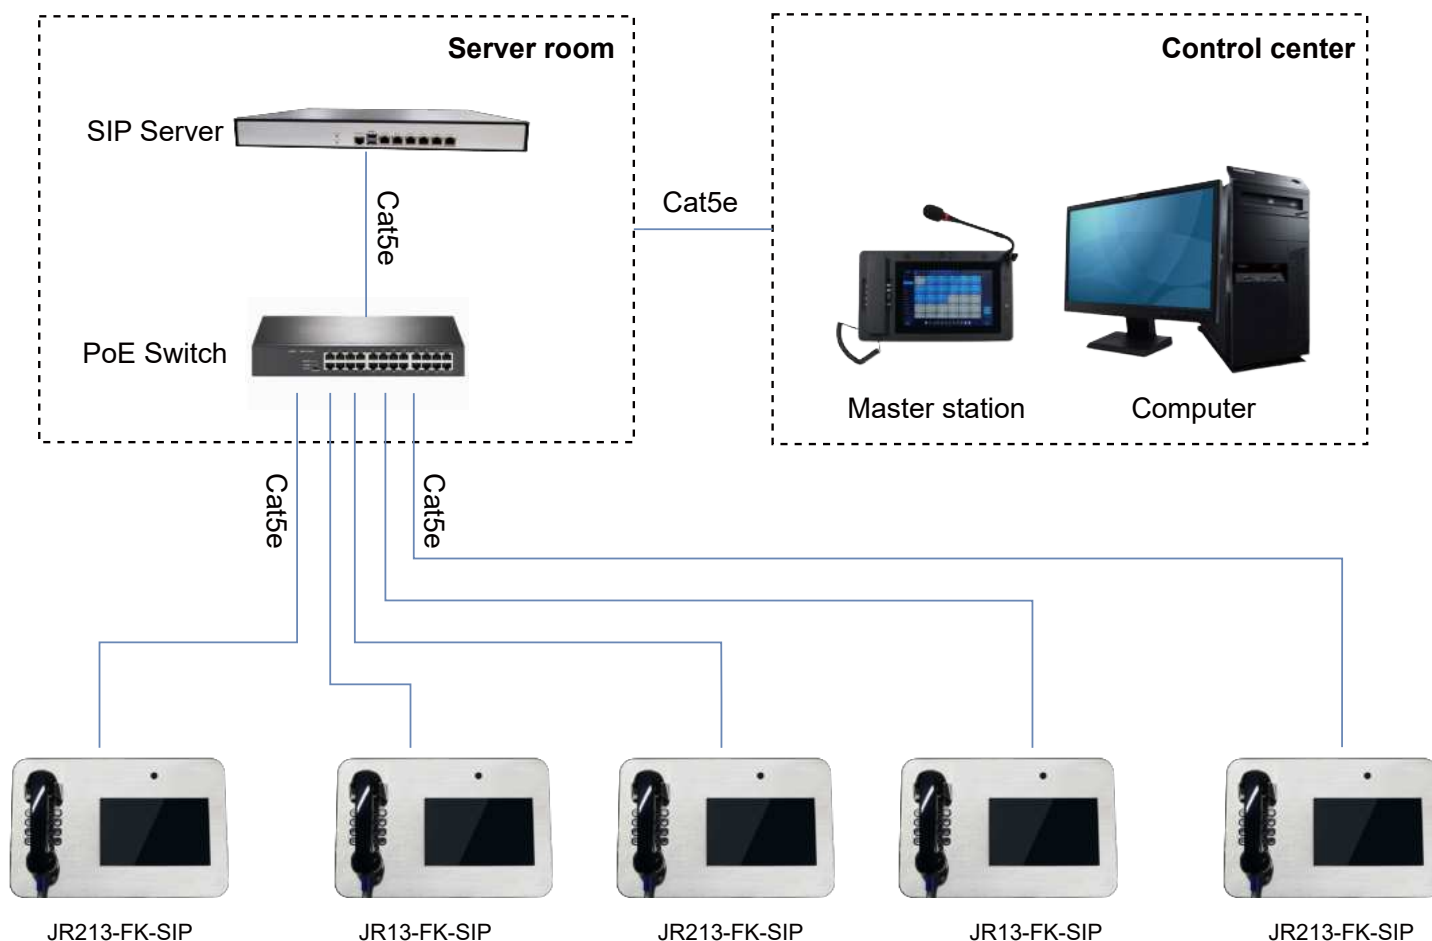 Server room
Control center
SIP Server
Cat5e
Cat5e
PoE Switch
Master station
Computer
Cat5e
Cat5e
JR213-FK-SIP
JR13-FK-SIP
JR213-FK-SIP
JR13-FK-SIP
JR213-FK-SIP